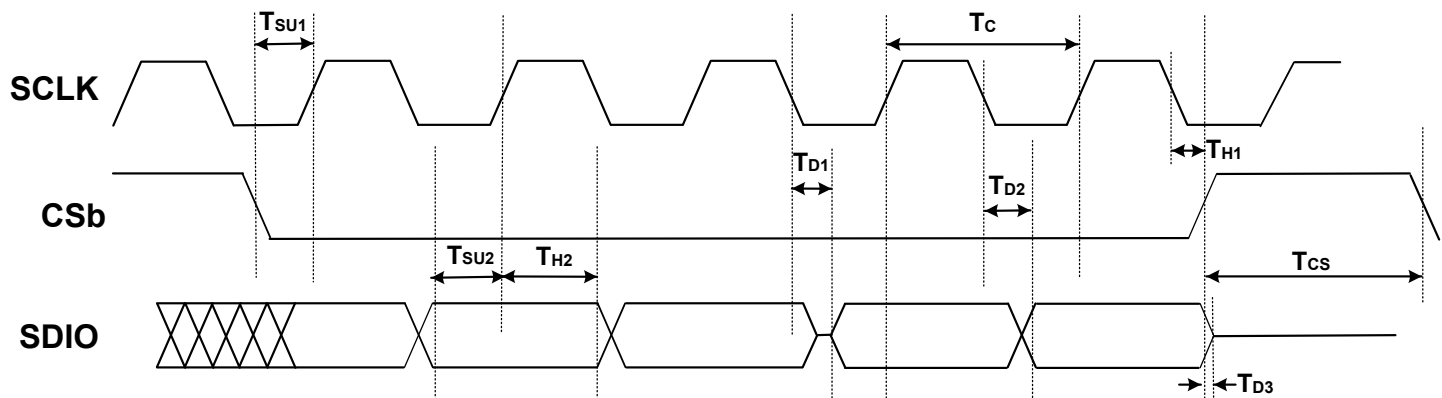 TSU1
TC
SCLK
TD1
TH1
TD2
CSb
TSU2
TH2
TCS
SDIO
TD3